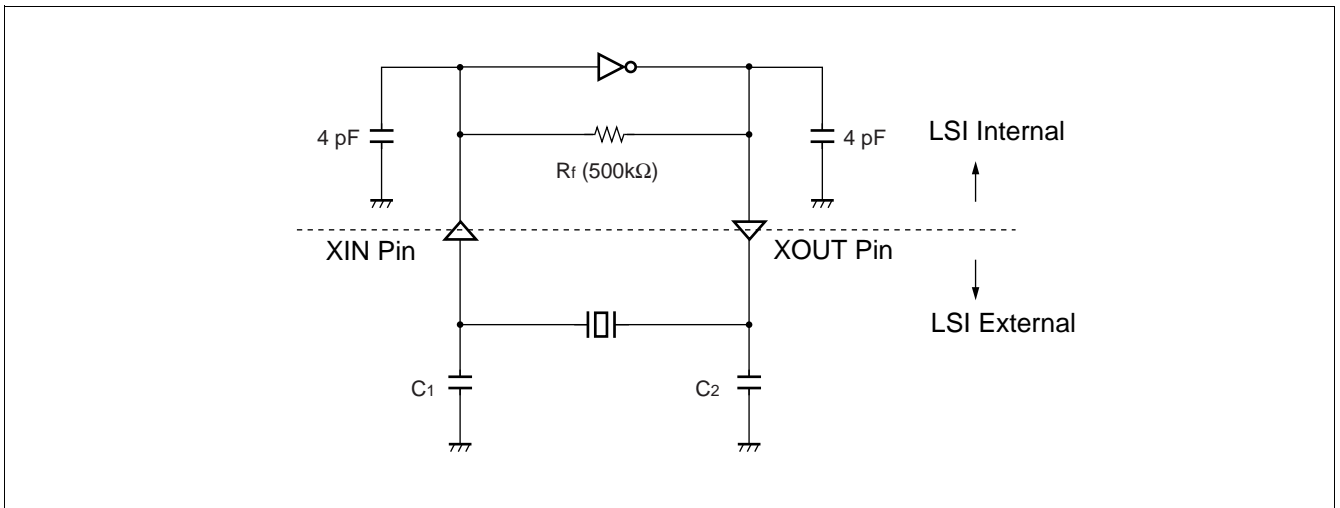 4 pF
4 pF
LSI Internal
Rf (500kΩ)
XIN Pin
XOUT Pin
LSI External
C1
C2